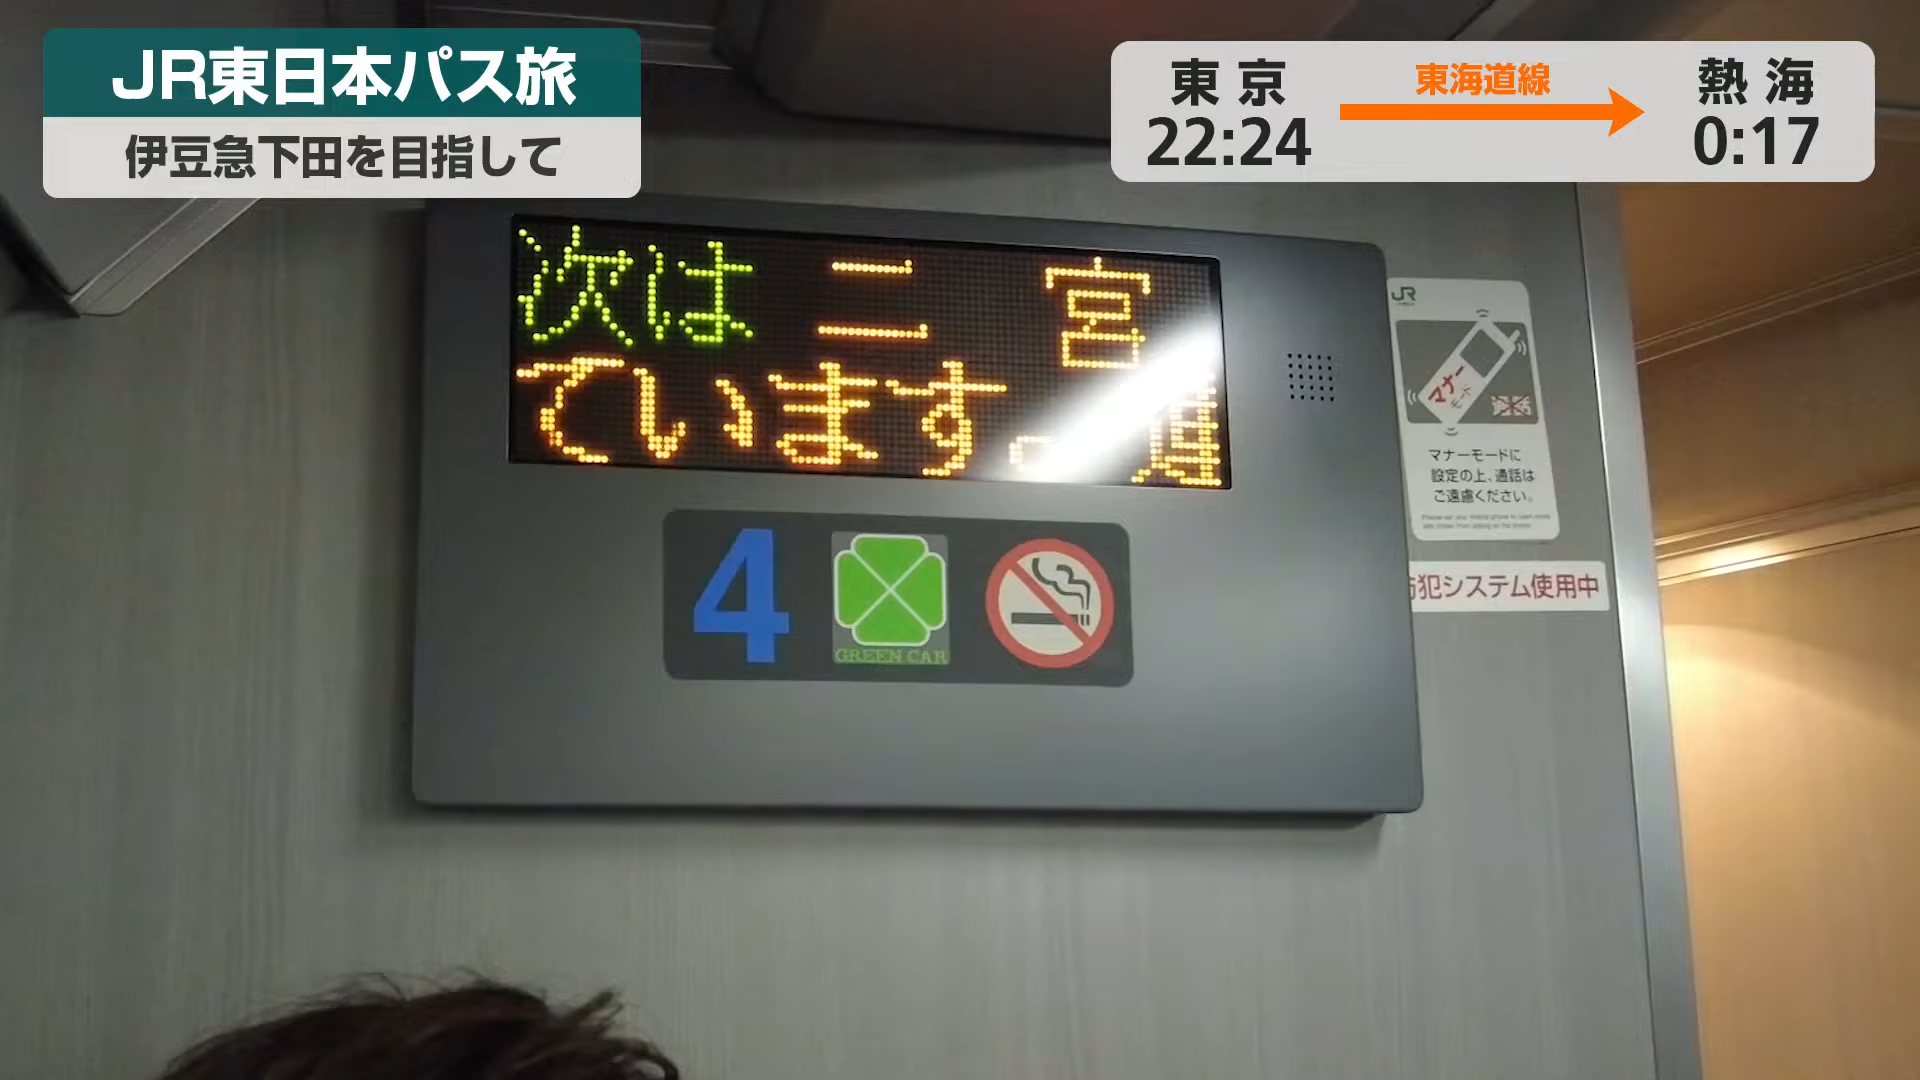 JR東日本パス旅
伊豆急下田を目指して
東京
22:24
東海道線
熱海
0:17
次は 二宮
ています。
4
GREEN CAR
JR
マナー
モード
マナーモードに
設定の上、通話は
ご遠慮ください。
犯システム使用中